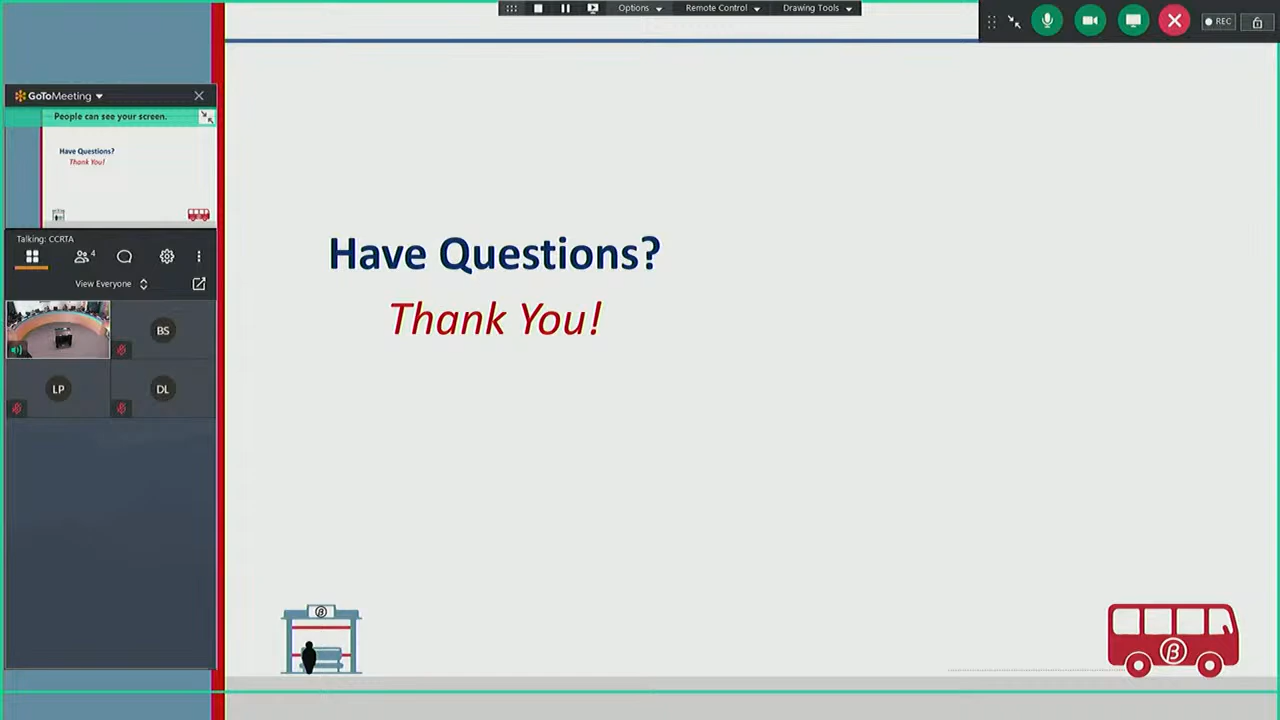 Options
Remote Control
Drawing Tools
REC
GoToMeeting
People can see your screen.
Have Questions?
Thank You!
Talking: CCRTA
4
View Everyone
BS
LP
DL
Have Questions?
Thank You!
β
β